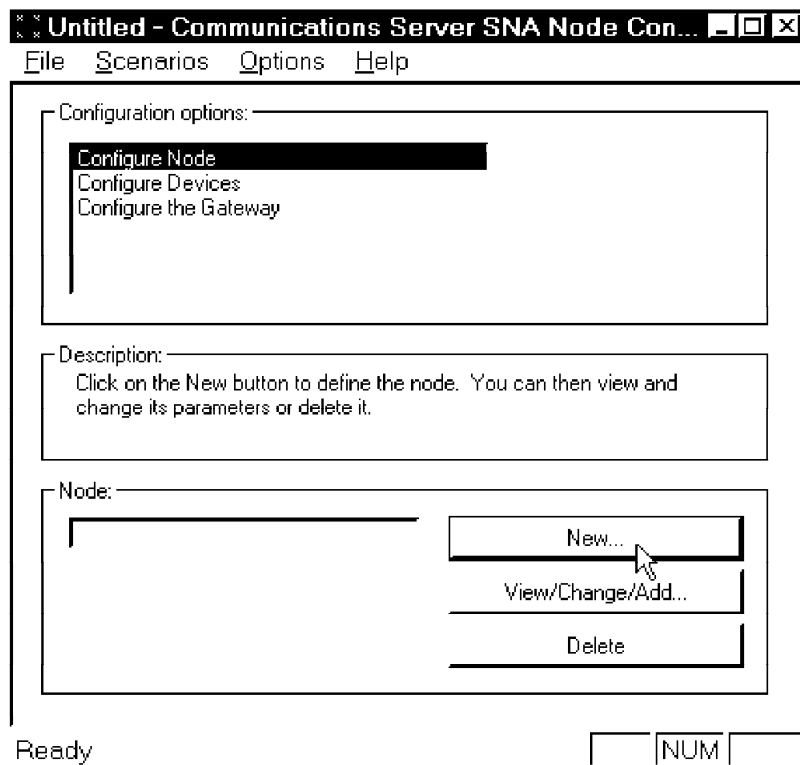 Untitled - Communications Server SNA Node Con...
File Scenarios Options Help
Configuration options:
Configure Node
Configure Devices
Configure the Gateway
Description:
Click on the New button to define the node. You can then view and
change its parameters or delete it.
Node:
New...
View/Change/Add...
Delete
Ready NUM